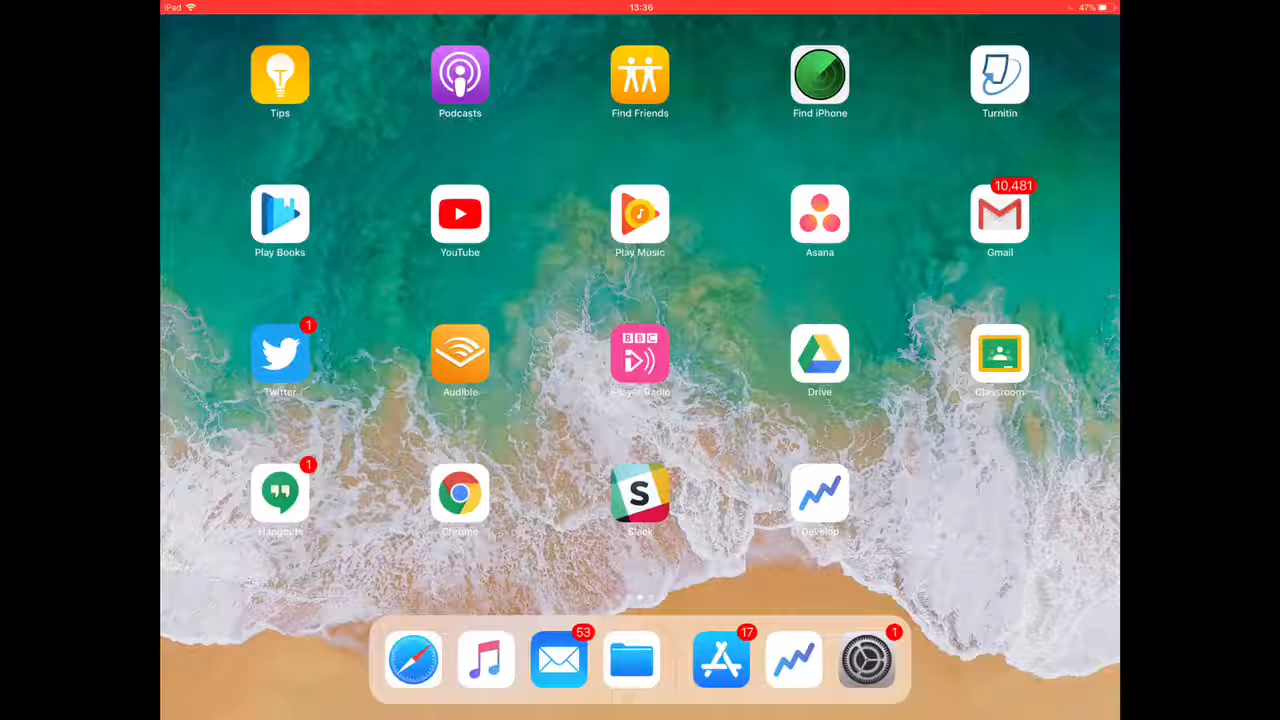 iPad 13:36 47%
Tips Podcasts Find Friends Find iPhone Turnitin
10,481
Play Books YouTube Play Music Asana Gmail
1
BBC
Twitter Audible iPlayer Radio Drive Classroom
1
S
Hangouts Chrome Slack Develop
53 17 1